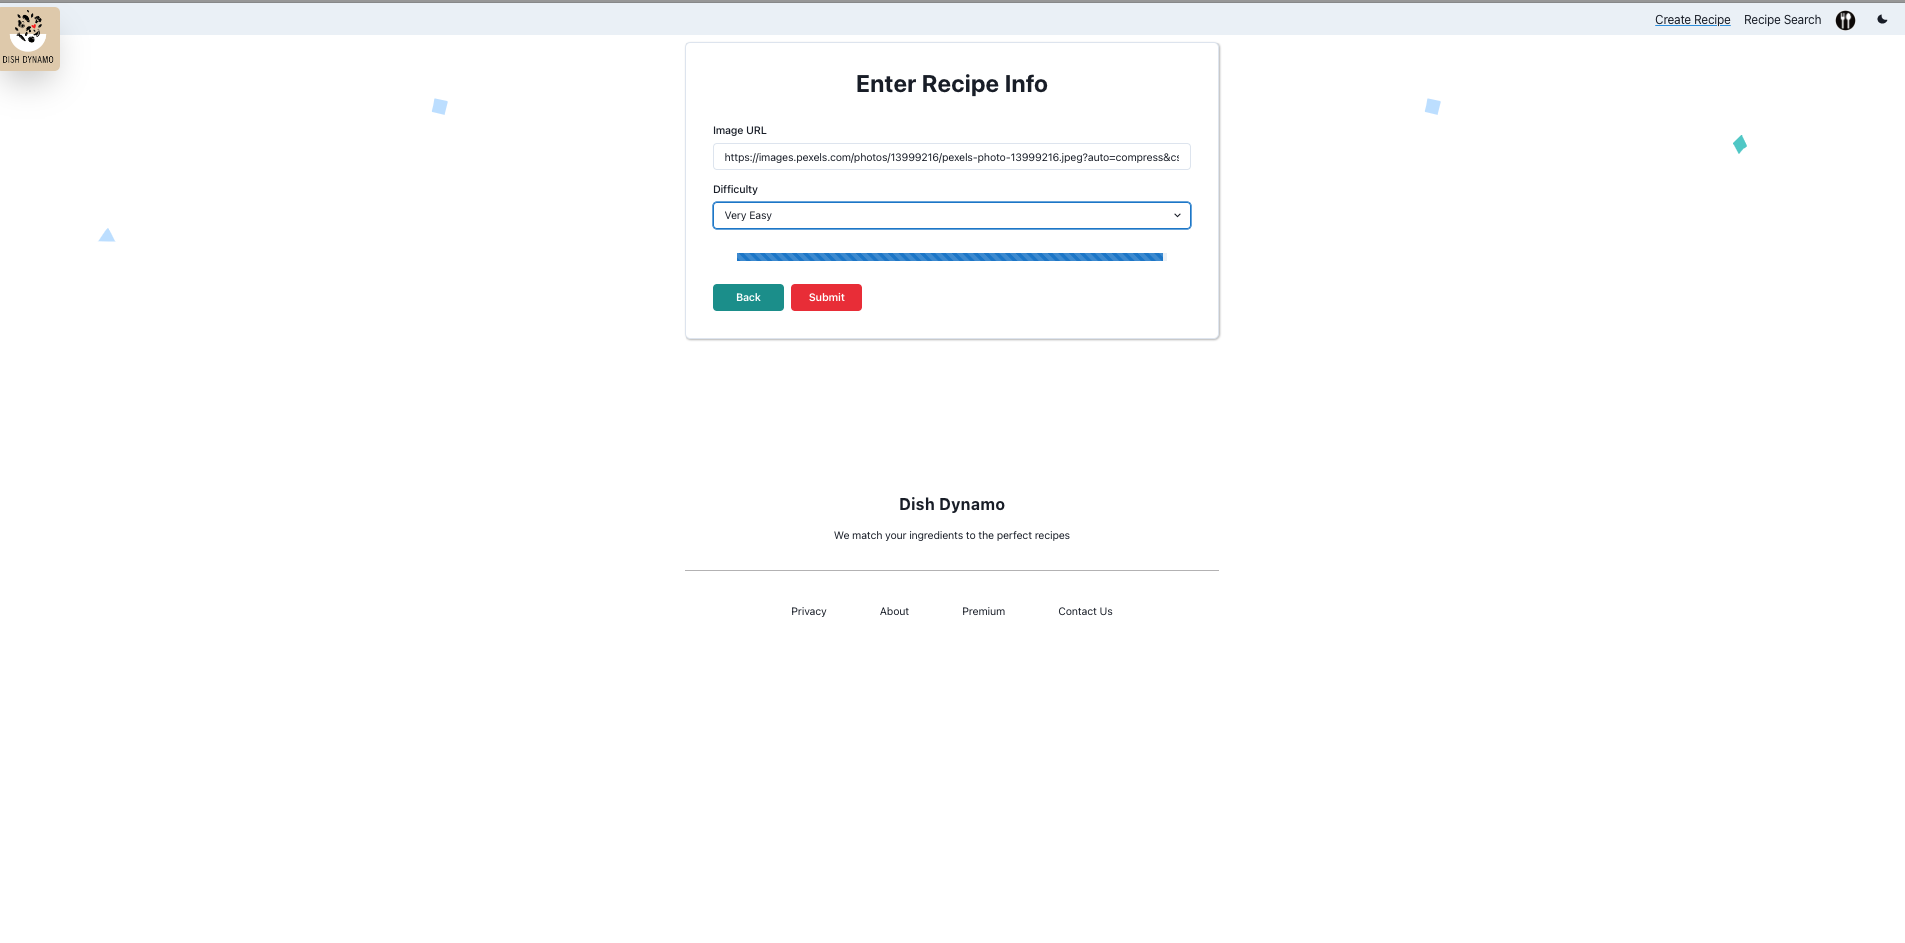 DISH DYNAMO
Create Recipe Recipe Search
Enter Recipe Info
Image URL
https://images.pexels.com/photos/13999216/pexels-photo-13999216.jpeg?auto=compress&cs
Difficulty
Very Easy
Back Submit
Dish Dynamo
We match your ingredients to the perfect recipes
Privacy About Premium Contact Us